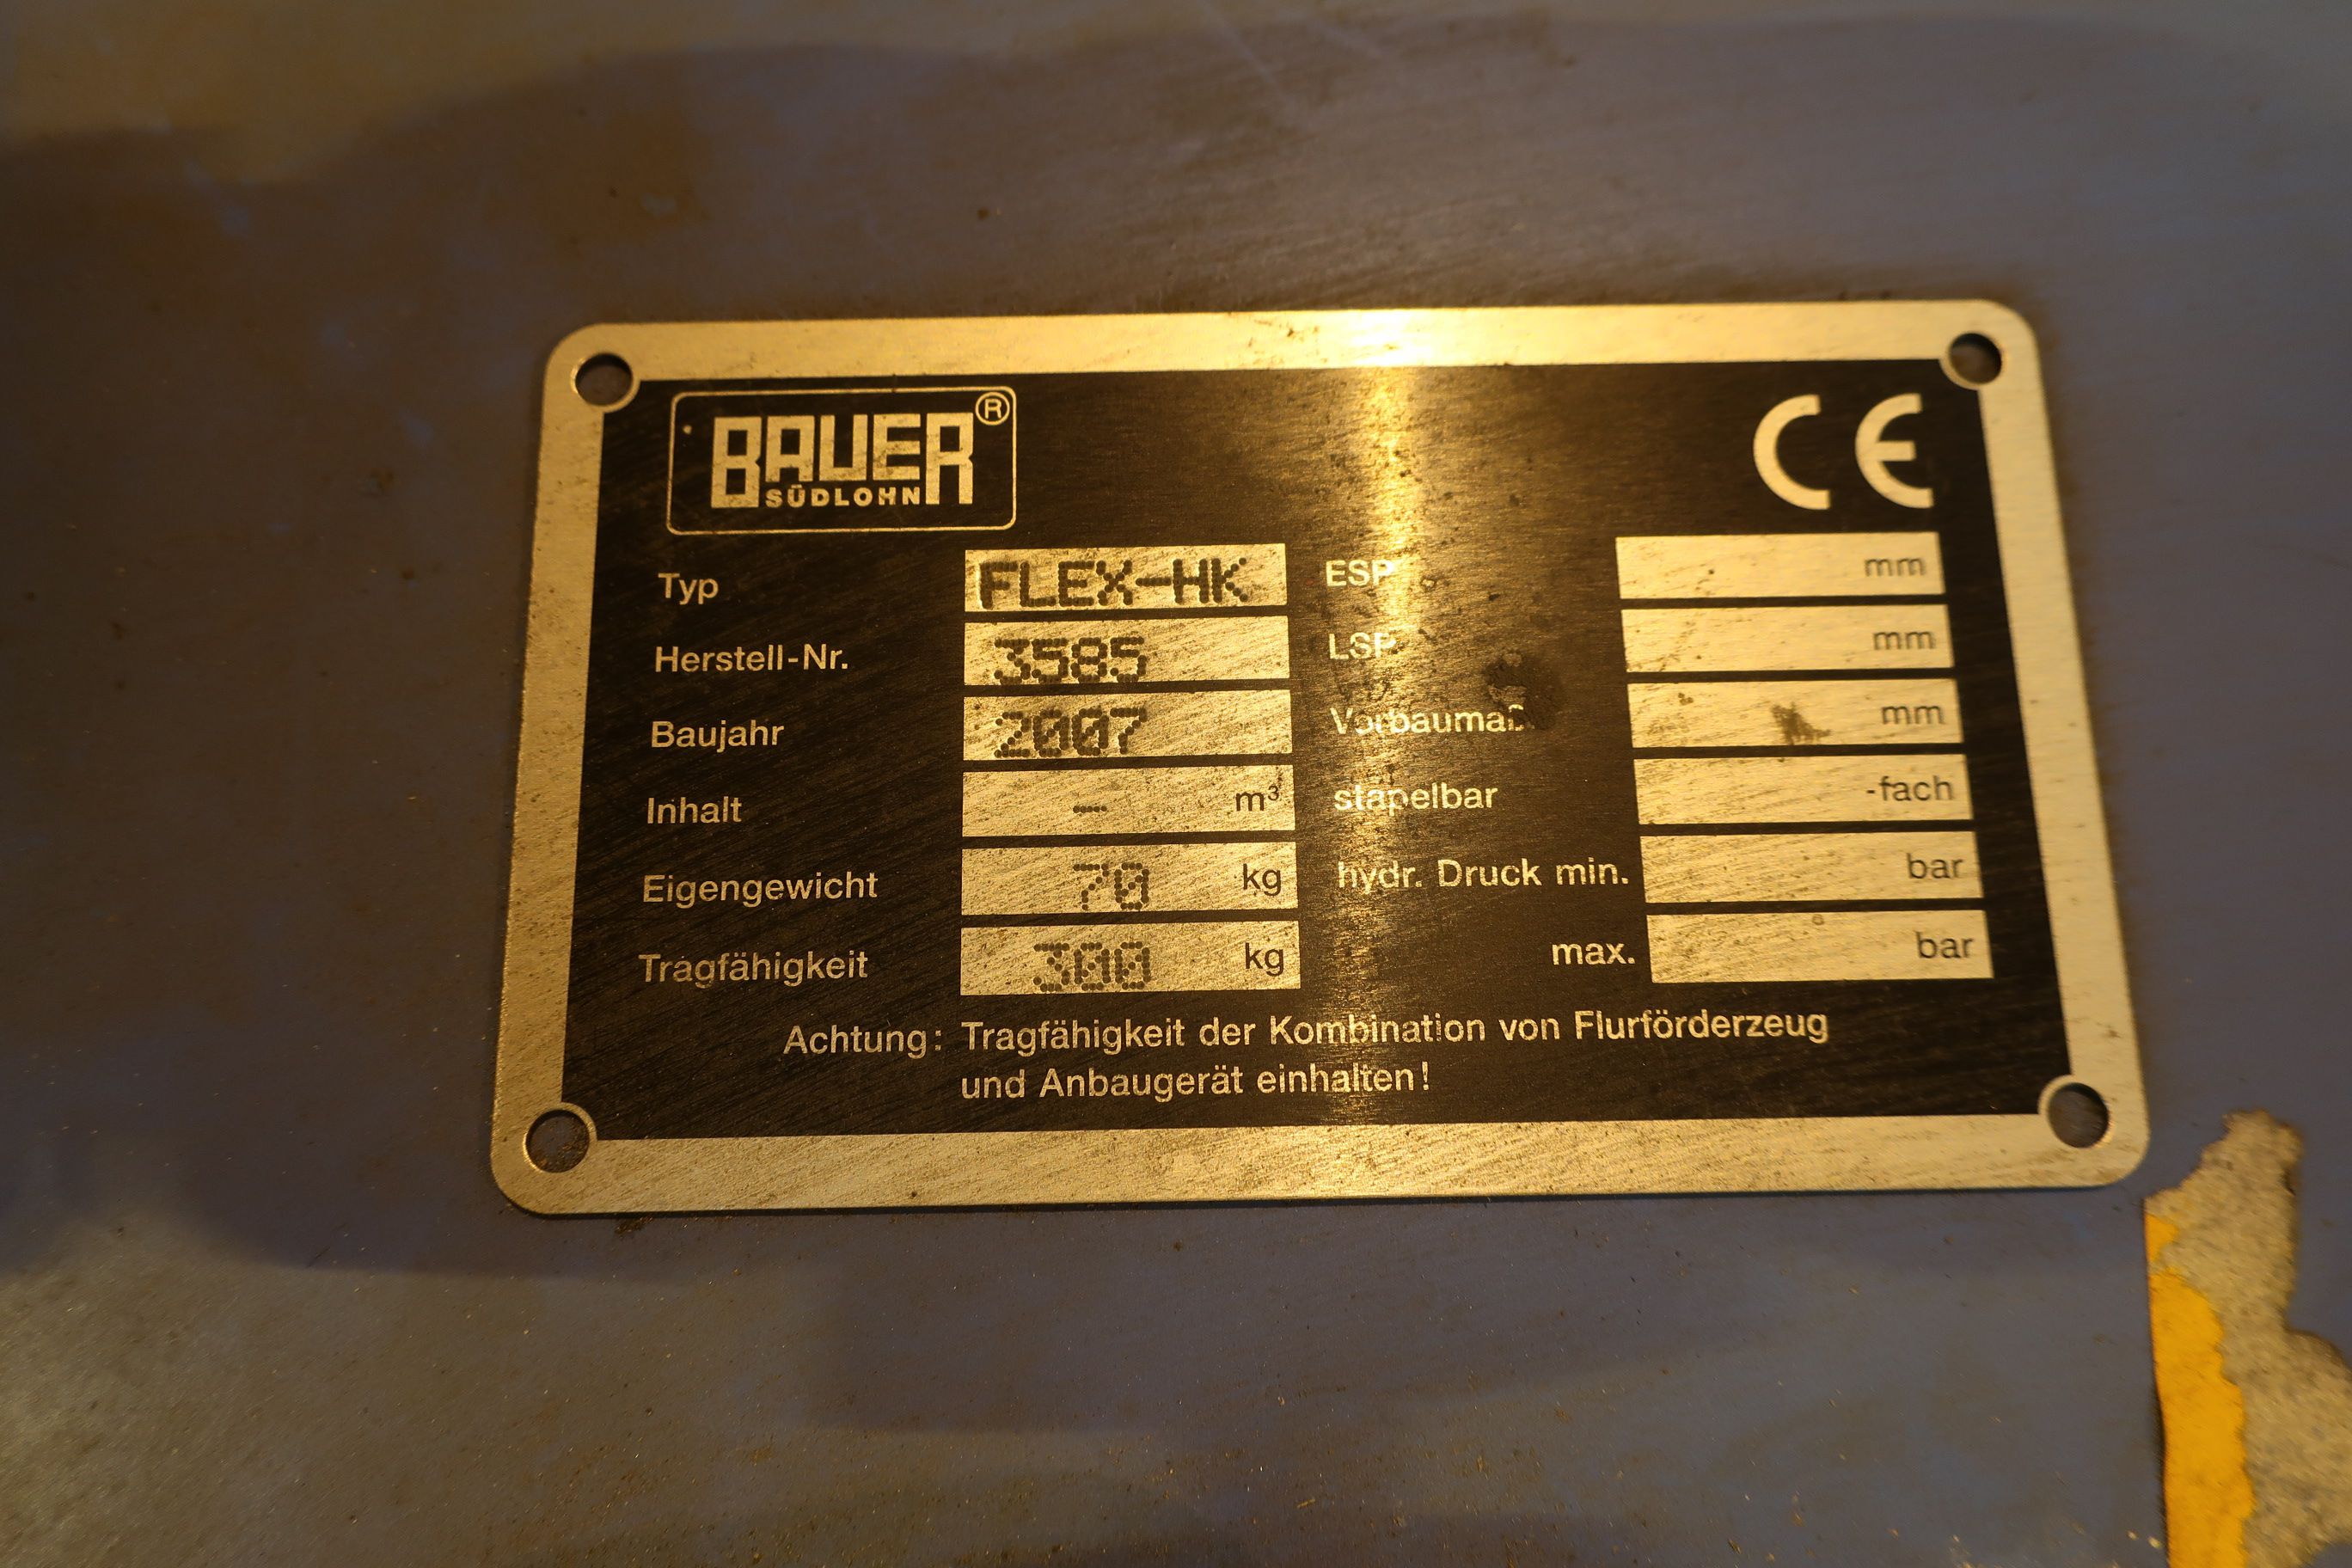 BAUER®
SÜDLOHN
CE
Typ FLEX-HK
Herstell-Nr. 3585
Baujahr 2007
Inhalt - m³
Eigengewicht 70 kg
Tragfähigkeit 300 kg
ESP mm
LSP mm
Vorbaumaß mm
stapelbar -fach
hydr. Druck min. bar
max. bar
Achtung: Tragfähigkeit der Kombination von Flurförderzeug
und Anbaugerät einhalten!